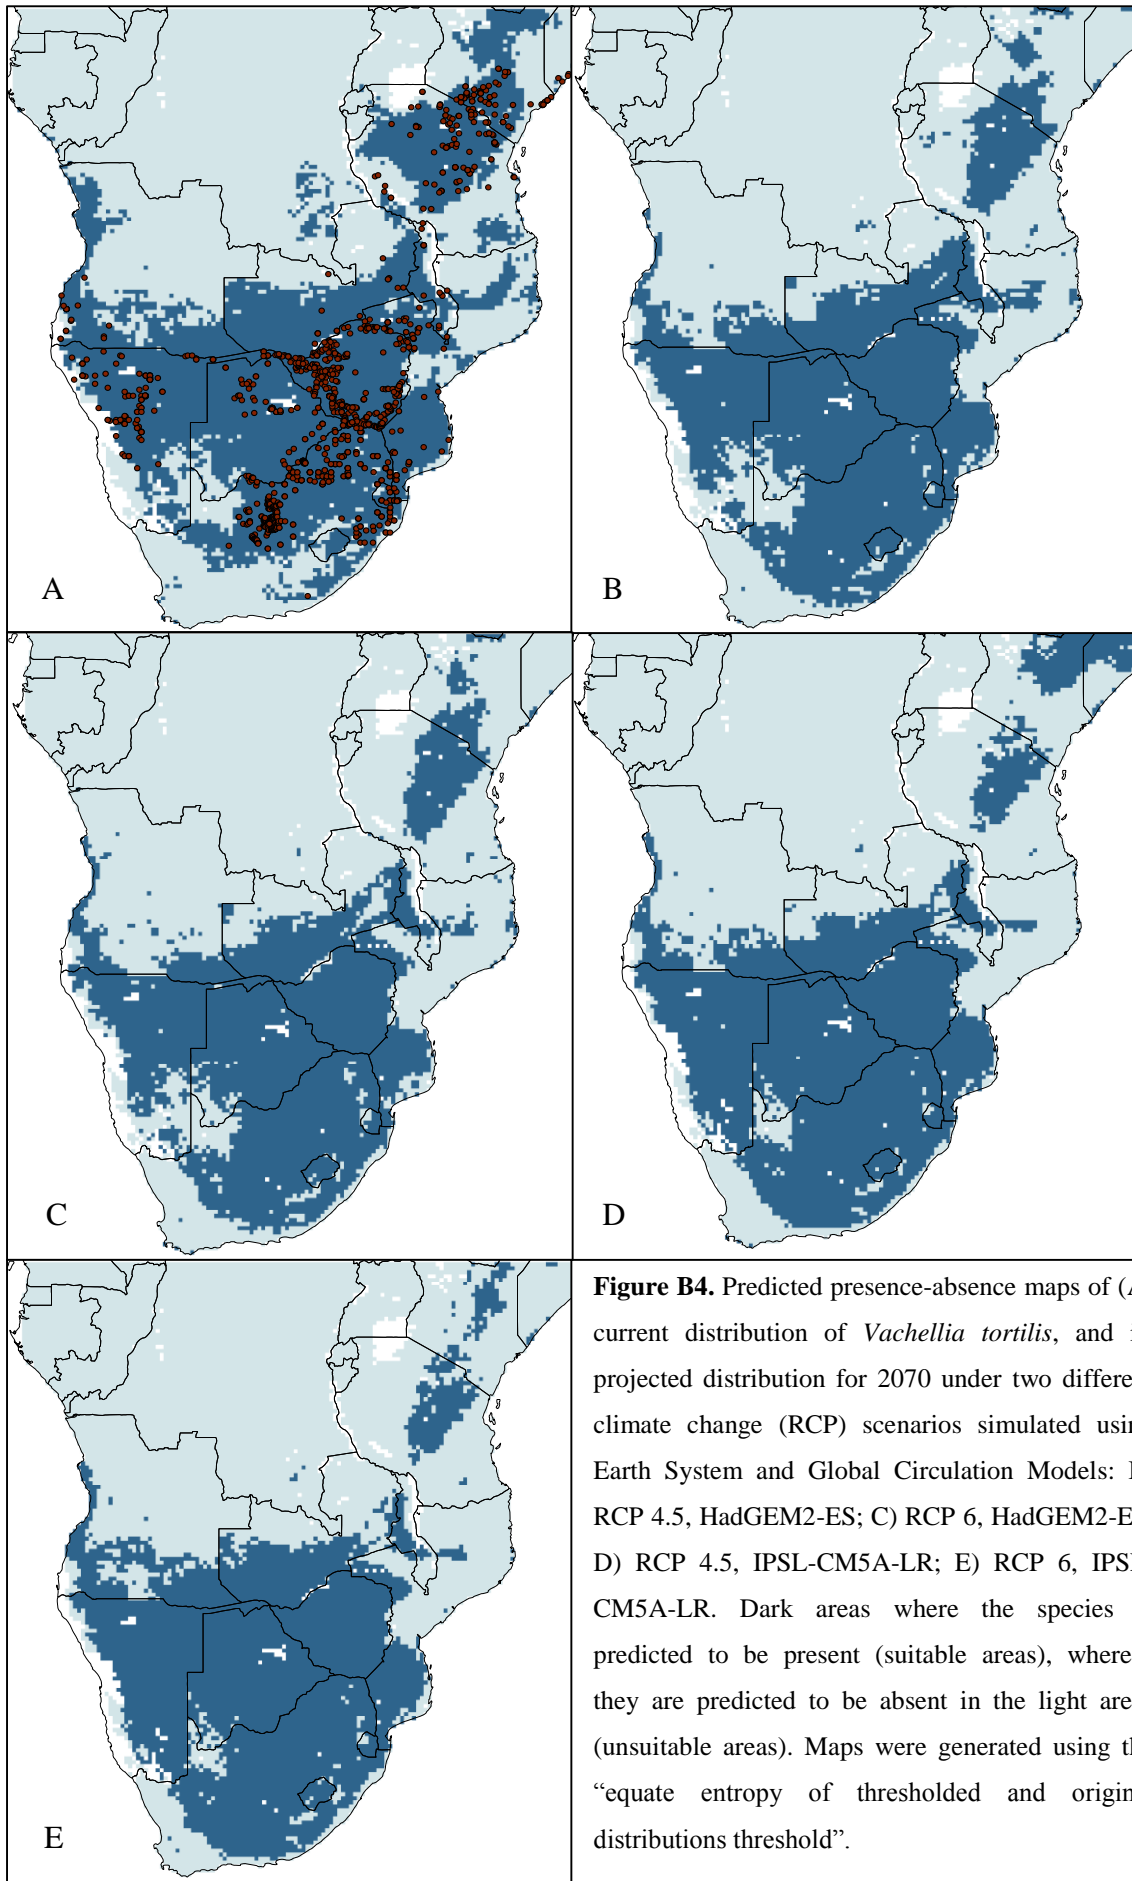 A
B
C
D
E
Figure B4. Predicted presence-absence maps of (A
current distribution of Vachellia tortilis, and
projected distribution for 2070 under two differe
climate change (RCP) scenarios simulated usin
Earth System and Global Circulation Models:
RCP 4.5, HadGEM2-ES; C) RCP 6, HadGEM2-E
D) RCP 4.5, IPSL-CM5A-LR; E) RCP 6, IPSL
CM5A-LR. Dark areas where the species
predicted to be present (suitable areas), where
they are predicted to be absent in the light are
(unsuitable areas). Maps were generated using th
“equate entropy of thresholded and origin
distributions threshold”.